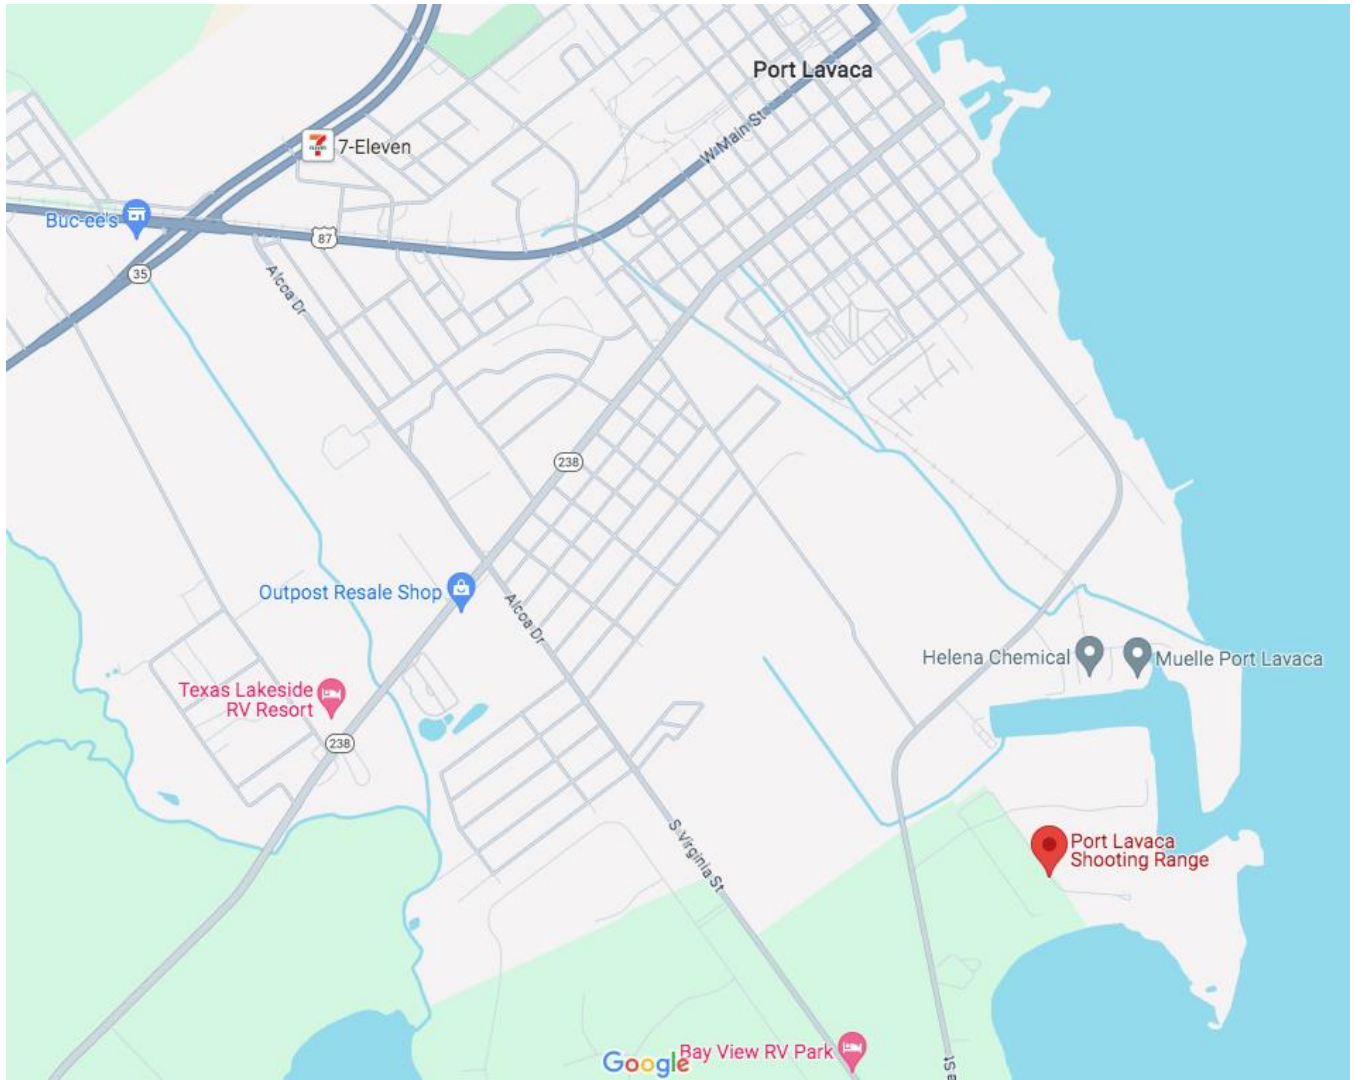 Port Lavaca
W Main St
7-Eleven
Buc-ee's
87
35
Alcoa Dr
238
Outpost Resale Shop
Alcoa Dr
Helena Chemical
Muelle Port Lavaca
Texas Lakeside
RV Resort
238
S Virginia St
Port Lavaca
Shooting Range
Google
Bay View RV Park